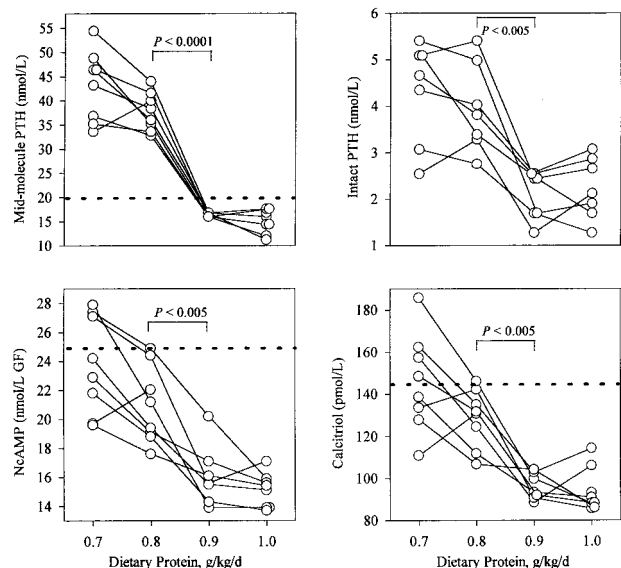 Mid-molecule PTH (nmol/L)
55
50
45
40
35
30
25
20
15
10
P < 0.0001
Intact PTH (nmol/L)
6
5
4
3
2
1
P < 0.005
NcAMP (nmol/L GF)
28
26
24
22
20
18
16
14
P < 0.005
0.7 0.8 0.9 1.0
Dietary Protein, g/kg/d
Calcitriol (pmol/L)
180
160
140
120
100
80
P < 0.005
0.7 0.8 0.9 1.0
Dietary Protein, g/kg/d